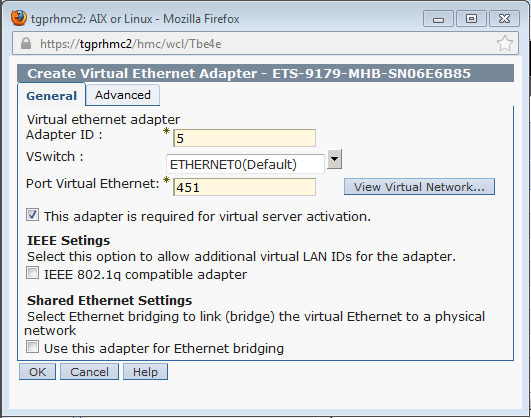 tgprhmc2: AIX or Linux - Mozilla Firefox
https://tgprhmc2/hmc/wcl/Tbe4e
Create Virtual Ethernet Adapter - ETS-9179-MHB-SN06E6B85
General Advanced
Virtual ethernet adapter
Adapter ID : * 5
VSwitch : ETHERNET0(Default)
Port Virtual Ethernet: * 451 View Virtual Network...
This adapter is required for virtual server activation.
IEEE Setings
Select this option to allow additional virtual LAN IDs for the adapter.
IEEE 802.1q compatible adapter
Shared Ethernet Settings
Select Ethernet bridging to link (bridge) the virtual Ethernet to a physical
network
Use this adapter for Ethernet bridging
OK Cancel Help